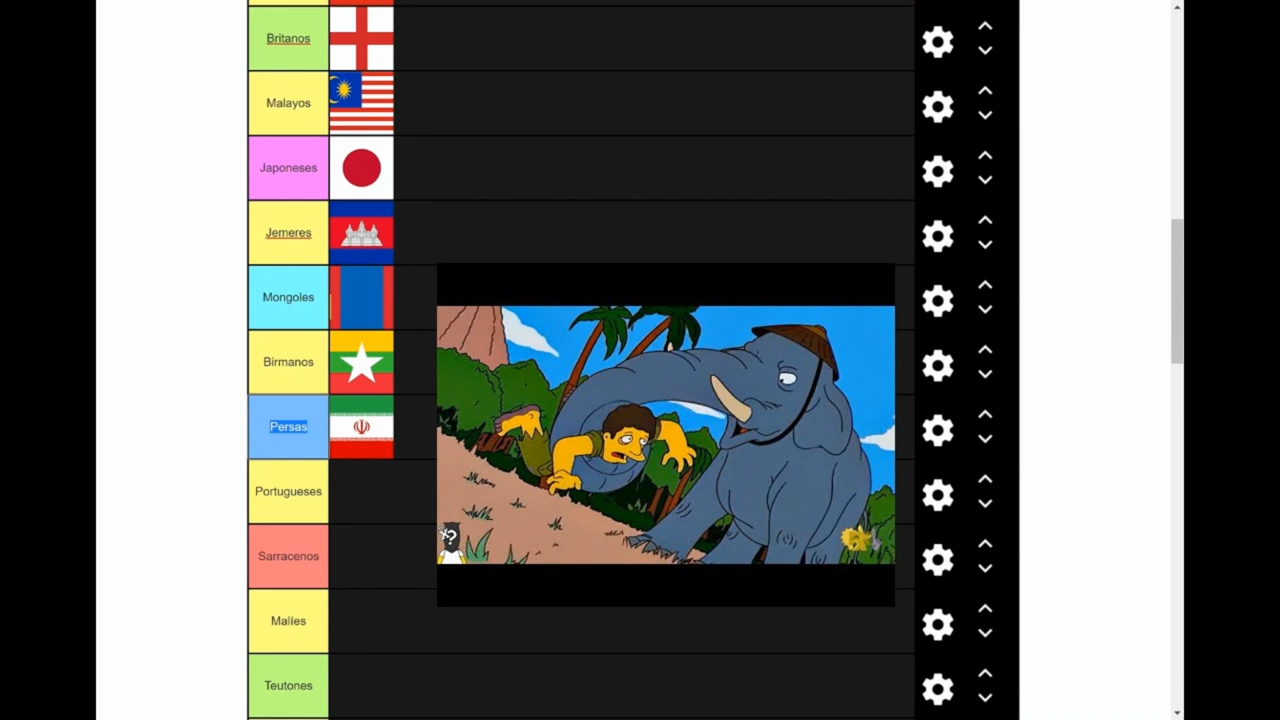 Britanos
Malayos
Japoneses
Jemeres
Mongoles
Birmanos
Persas
Portugueses
Sarracenos
Malíes
Teutones